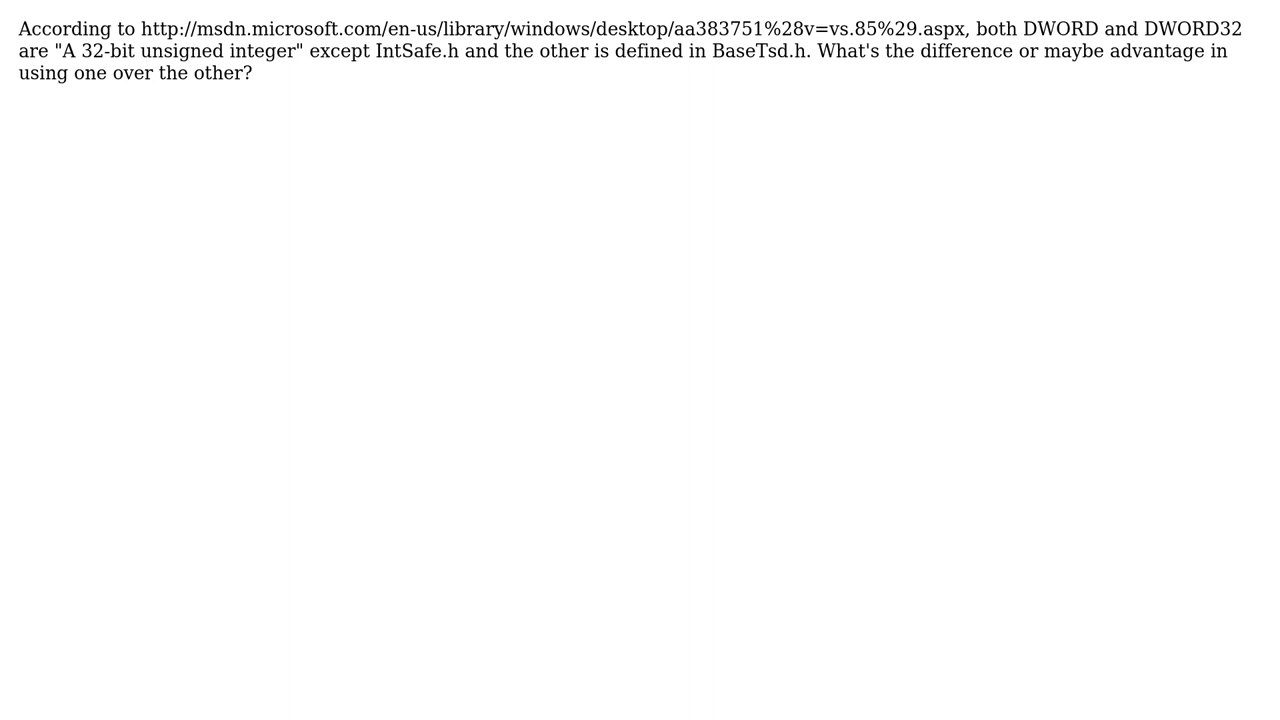 According to http://msdn.microsoft.com/en-us/library/windows/desktop/aa383751%28v=vs.85%29.aspx, both DWORD and DWORD32
are "A 32-bit unsigned integer" except IntSafe.h and the other is defined in BaseTsd.h. What's the difference or maybe advantage in
using one over the other?